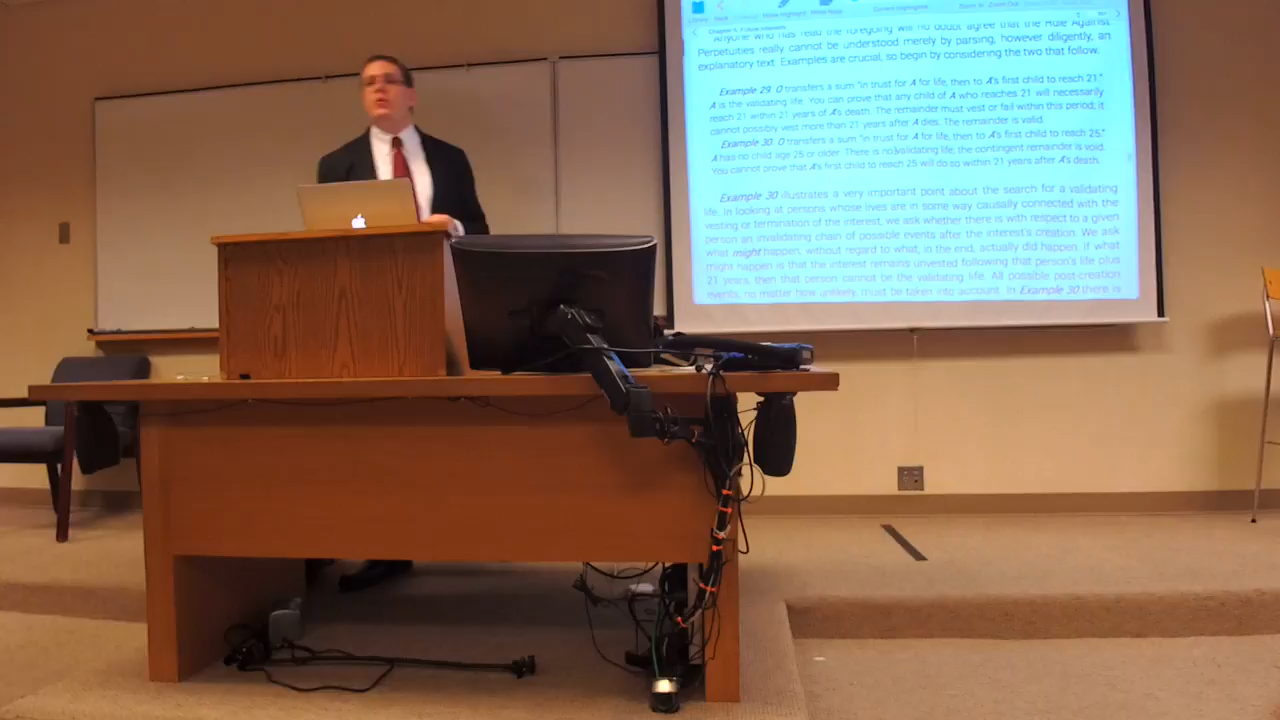 Library
Back
Make Highlight
Make Note
Current Highlighter
Zoom In
Zoom Out
Anyone who has read the foregoing will no doubt agree that the Rule Against
Perpetuities really cannot be understood merely by parsing, however diligently, an
explanatory text. Examples are crucial, so begin by considering the two that follow.
Example 29. O transfers a sum "in trust for A for life, then to A's first child to reach 21."
A is the validating life. You can prove that any child of A who reaches 21 will necessarily
reach 21 within 21 years of A's death. The remainder must vest or fail within this period; it
cannot possibly vest more than 21 years after A dies. The remainder is valid.
Example 30. O transfers a sum "in trust for A for life, then to A's first child to reach 25."
A has no child age 25 or older. There is no validating life; the contingent remainder is void.
You cannot prove that A's first child to reach 25 will do so within 21 years after A's death.
Example 30 illustrates a very important point about the search for a validating
life. In looking at persons whose lives are in some way causally connected with the
vesting or termination of the interest, we ask whether there is with respect to a given
person an invalidating chain of possible events after the interest's creation. We ask
what might happen, without regard to what, in the end, actually did happen. If what
might happen is that the interest remains unvested following that person's life plus
21 years, then that person cannot be the validating life. All possible post-creation
events, no matter how unlikely, must be taken into account. In Example 30 there is